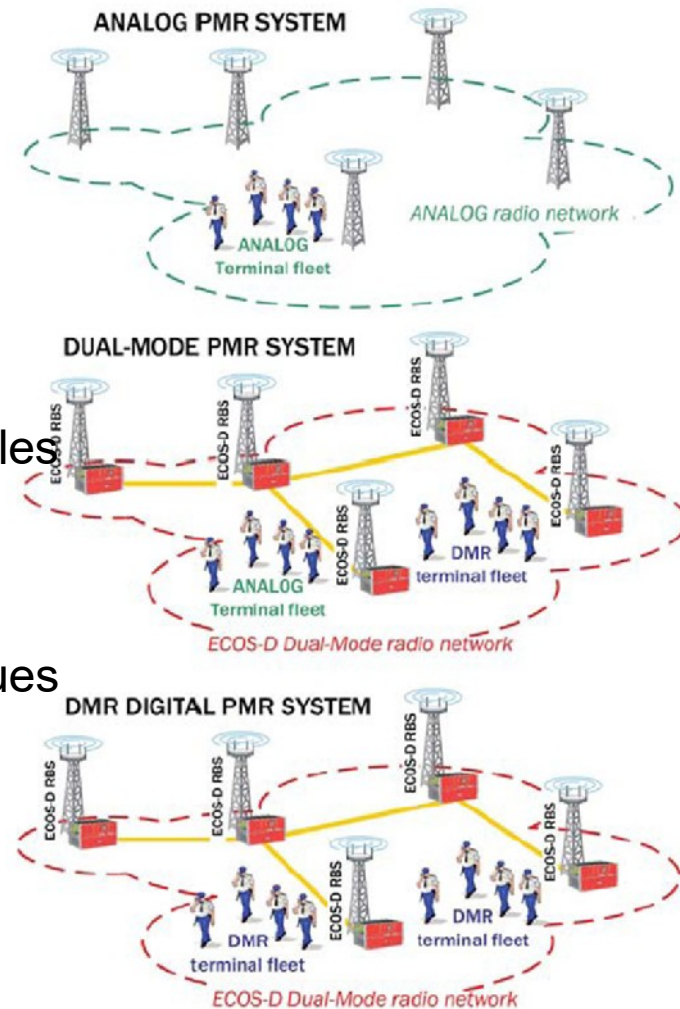 ANALOG PMR SYSTEM
ANALOG radio network
ANALOG
Terminal fleet
DUAL-MODE PMR SYSTEM
ECOS-D RBS
ECOS-D RBS
ECOS-D RBS
les
ECOS-D RBS
ECOS-D RBS
DMR
terminal fleet
ANALOG
Terminal fleet
ECOS-D Dual-Mode radio network
ues
DMR DIGITAL PMR SYSTEM
ECOS-D RBS
ECOS-D RBS
ECOS-D RBS
ECOS-D RBS
ECOS-D RBS
DMR
terminal fleet
DMR
terminal fleet
ECOS-D Dual-Mode radio network